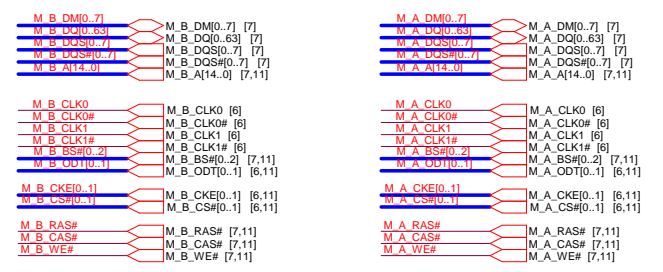 M_B_DM[0..7] M_B_DM[0..7] [7]
M_B_DQ[0..63] M_B_DQ[0..63] [7]
M_B_DQS[0..7] M_B_DQS[0..7] [7]
M_B_DQS#[0..7] M_B_DQS#[0..7] [7]
M_B_A[14..0] M_B_A[14..0] [7,11]
M_B_CLK0 M_B_CLK0 [6]
M_B_CLK0# M_B_CLK0# [6]
M_B_CLK1 M_B_CLK1 [6]
M_B_CLK1# M_B_CLK1# [6]
M_B_BS#[0..2] M_B_BS#[0..2] [7,11]
M_B_ODT[0..1] M_B_ODT[0..1] [6,11]
M_B_CKE[0..1] M_B_CKE[0..1] [6,11]
M_B_CS#[0..1] M_B_CS#[0..1] [6,11]
M_B_RAS# M_B_RAS# [7,11]
M_B_CAS# M_B_CAS# [7,11]
M_B_WE# M_B_WE# [7,11]
M_A_DM[0..7] M_A_DM[0..7] [7]
M_A_DQ[0..63] M_A_DQ[0..63] [7]
M_A_DQS[0..7] M_A_DQS[0..7] [7]
M_A_DQS#[0..7] M_A_DQS#[0..7] [7]
M_A_A[14..0] M_A_A[14..0] [7,11]
M_A_CLK0 M_A_CLK0 [6]
M_A_CLK0# M_A_CLK0# [6]
M_A_CLK1 M_A_CLK1 [6]
M_A_CLK1# M_A_CLK1# [6]
M_A_BS#[0..2] M_A_BS#[0..2] [7,11]
M_A_ODT[0..1] M_A_ODT[0..1] [6,11]
M_A_CKE[0..1] M_A_CKE[0..1] [6,11]
M_A_CS#[0..1] M_A_CS#[0..1] [6,11]
M_A_RAS# M_A_RAS# [7,11]
M_A_CAS# M_A_CAS# [7,11]
M_A_WE# M_A_WE# [7,11]